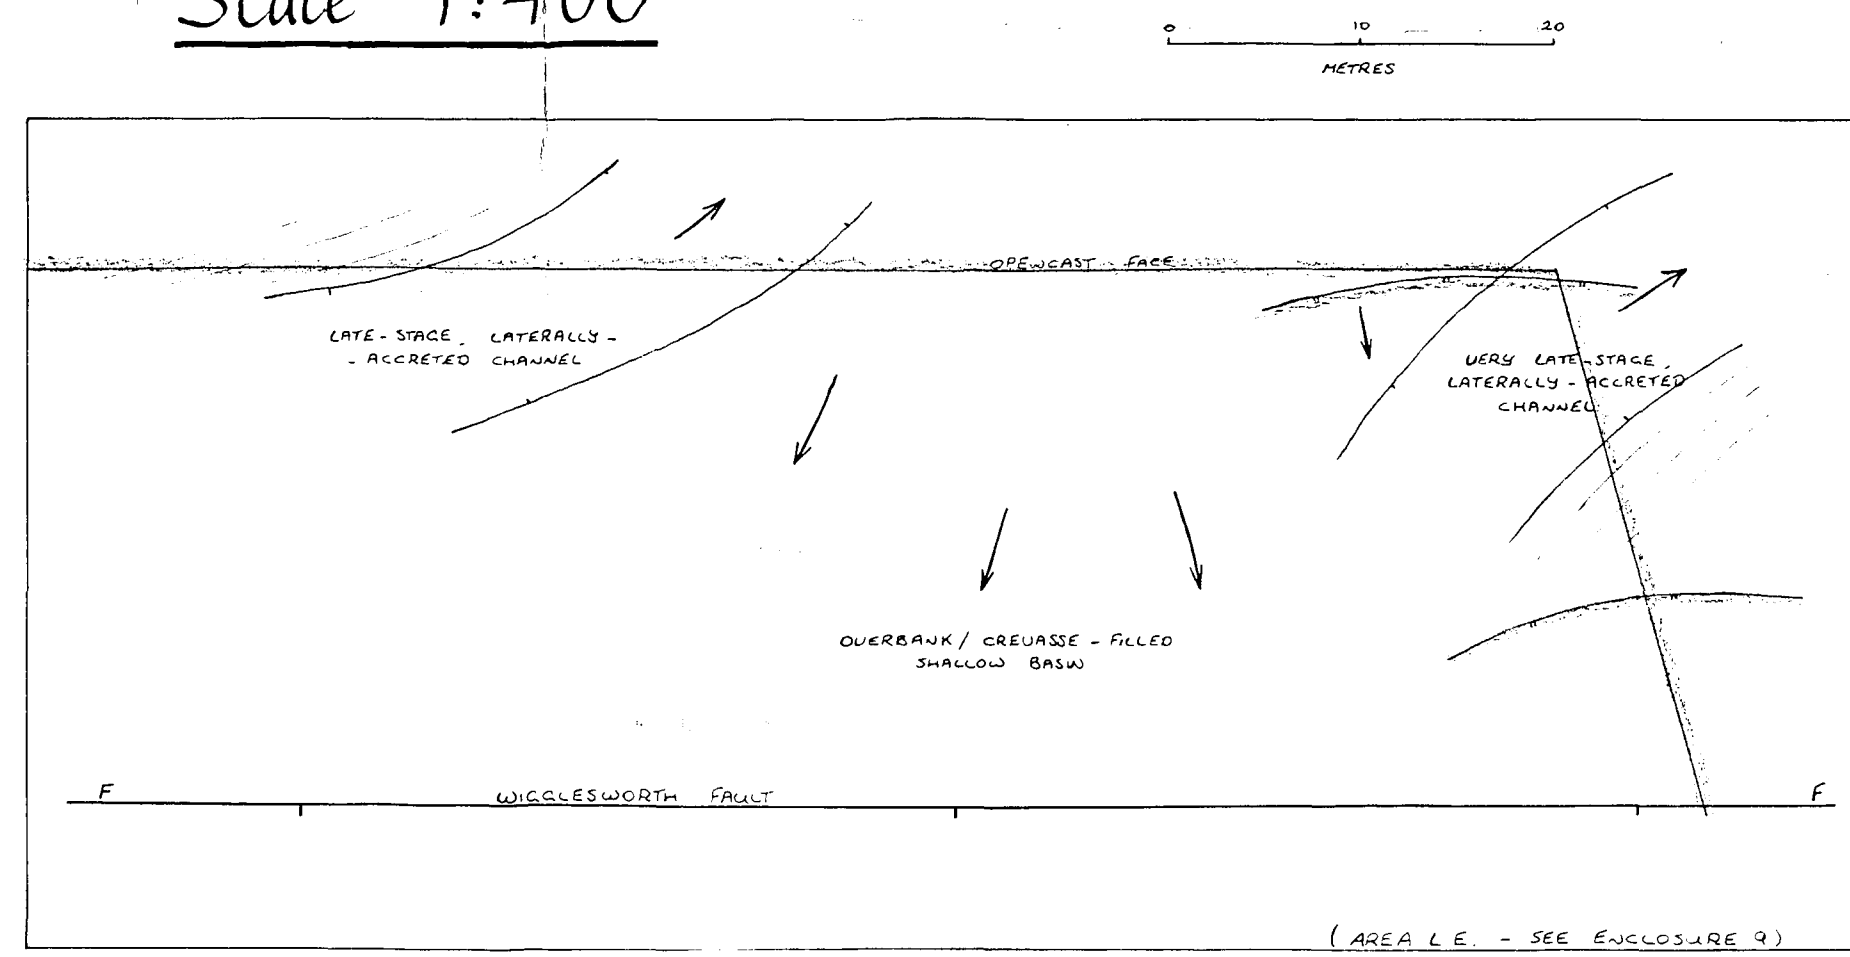 Scale 1:400
0 10 20
METRES
OPENCAST FACE
LATE-STAGE, LATERALLY-
- ACCRETED CHANNEL
VERY LATE-STAGE,
LATERALLY-ACCRETED
CHANNEL
OVERBANK/ CREVASSE-FILLED
SHALLOW BASIN
F WIGGLESWORTH FAULT F
(AREA L E. - SEE ENCLOSURE 9)